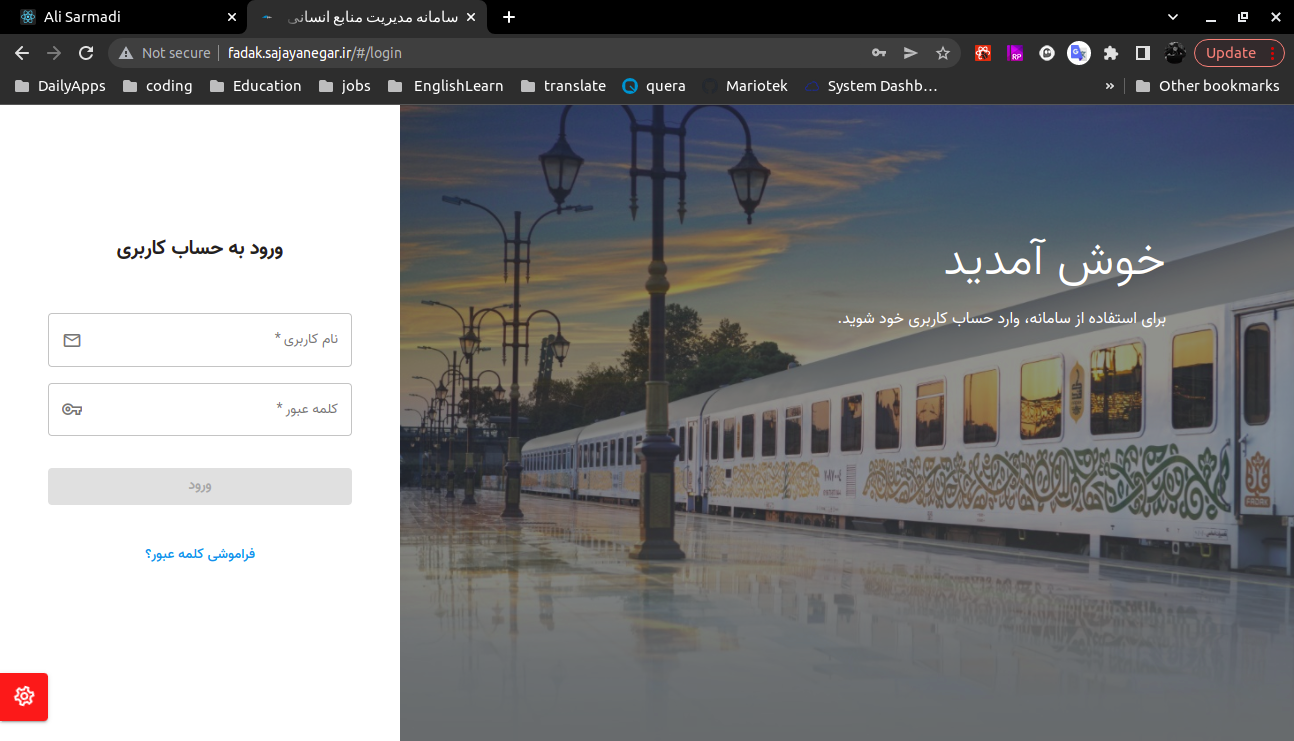 Ali Sarmadi
سامانه مدیریت منابع انسانی
Not secure
fadak.sajayanegar.ir/#/login
RP
Update
DailyApps
coding
Education
jobs
EnglishLearn
translate
quera
Mariotek
System Dashb…
»
Other bookmarks
ورود به حساب کاربری
نام کاربری *
کلمه عبور *
ورود
فراموشی کلمه عبور؟
خوش آمدید
برای استفاده از سامانه، وارد حساب کاربری خود شوید.